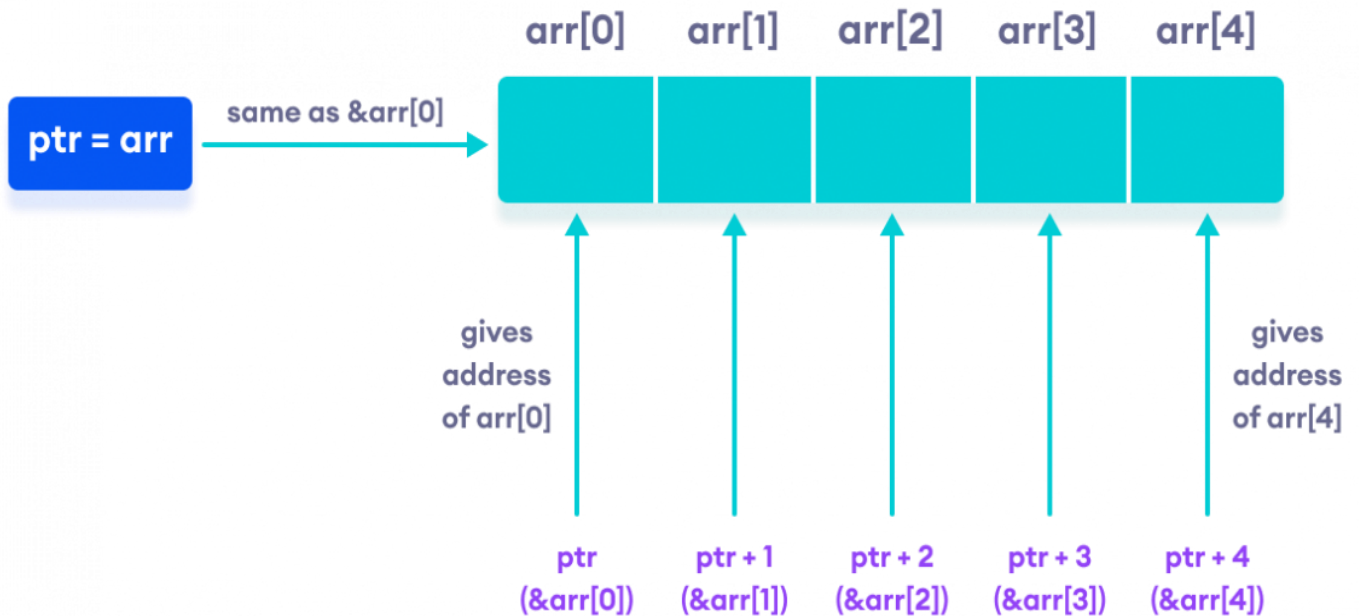 arr[0] arr[1] arr[2] arr[3] arr[4]
ptr = arr
same as &arr[0]
gives
address
of arr[0]
gives
address
of arr[4]
ptr
(&arr[0])
ptr + 1
(&arr[1])
ptr + 2
(&arr[2])
ptr + 3
(&arr[3])
ptr + 4
(&arr[4])